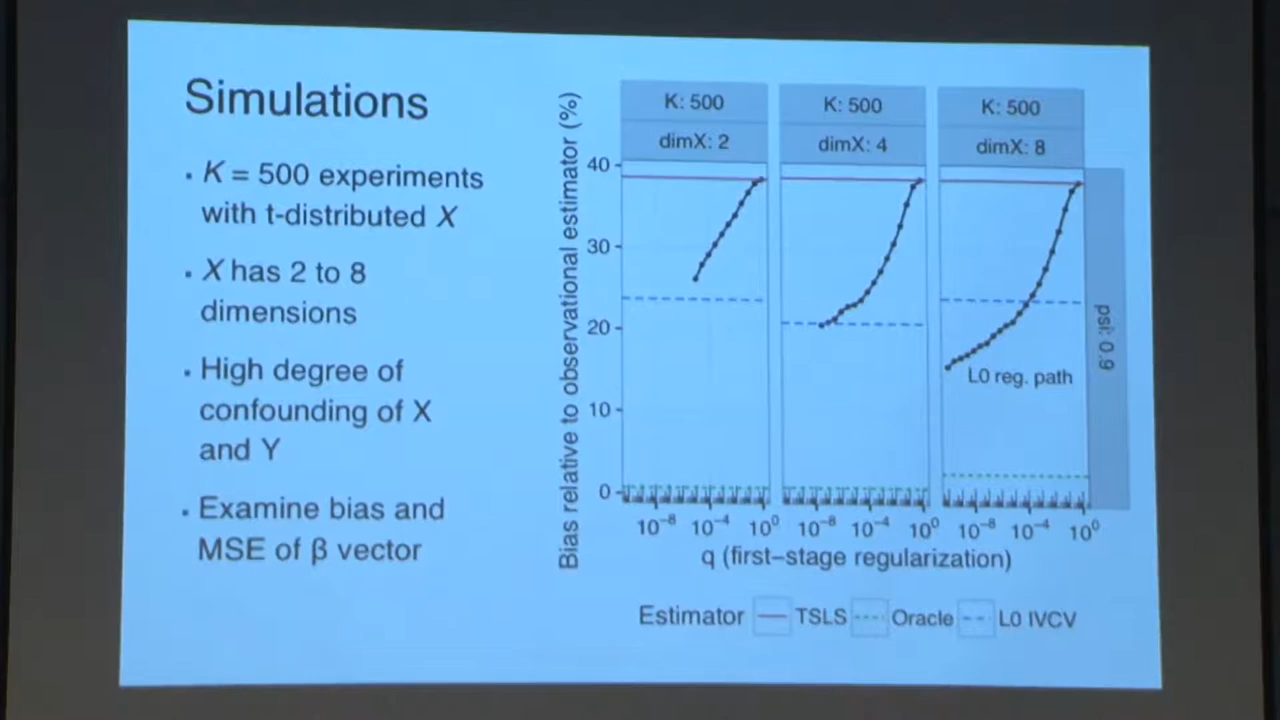 Simulations
K = 500 experiments
with t-distributed X
X has 2 to 8
dimensions
High degree of
confounding of X
and Y
Examine bias and
MSE of β vector
Bias relative to observational estimator (%)
K: 500
K: 500
K: 500
dimX: 2
dimX: 4
dimX: 8
40
30
20
10
0
L0 reg. path
psi: 0.9
10⁻⁸ 10⁻⁴ 10⁰
10⁻⁸ 10⁻⁴ 10⁰
10⁻⁸ 10⁻⁴ 10⁰
q (first–stage regularization)
Estimator TSLS Oracle L0 IVCV